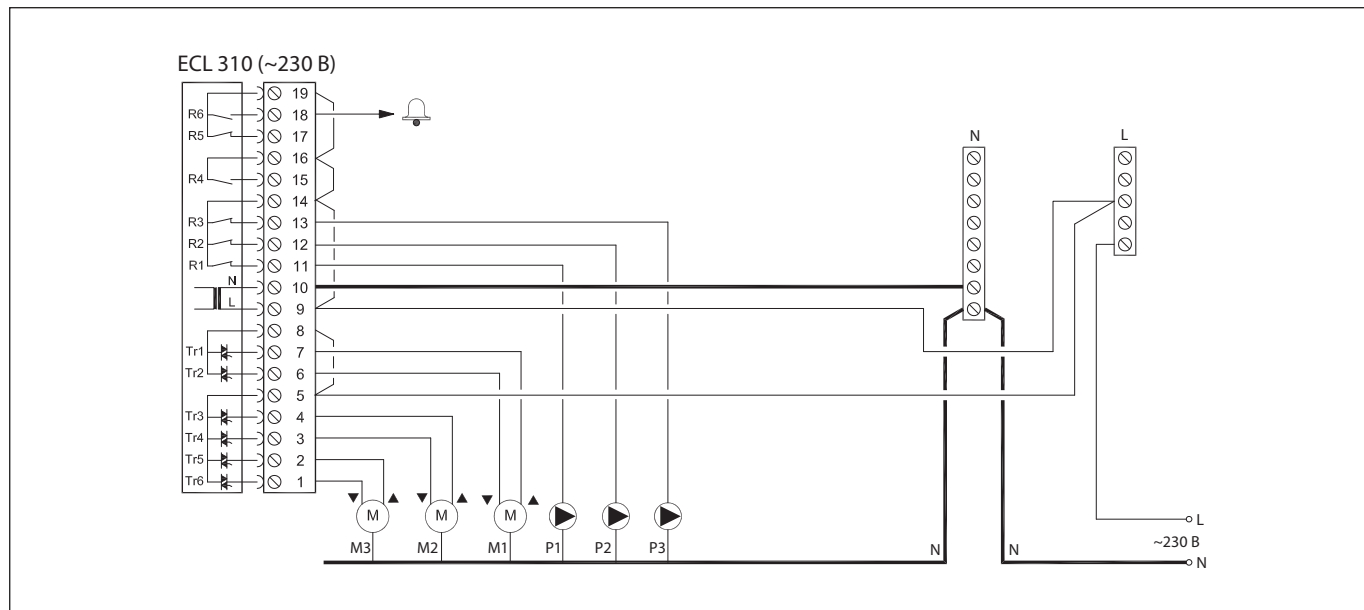 ECL 310 (~230 В)
19
R6 18
R5 17
16
R4 15
14
R3 13
R2 12
R1 11
N 10
L 9
8
Tr1 7
Tr2 6
5
Tr3 4
Tr4 3
Tr5 2
Tr6 1
N
L
M M M
M3 M2 M1 P1 P2 P3
N N
L
~230 В
N